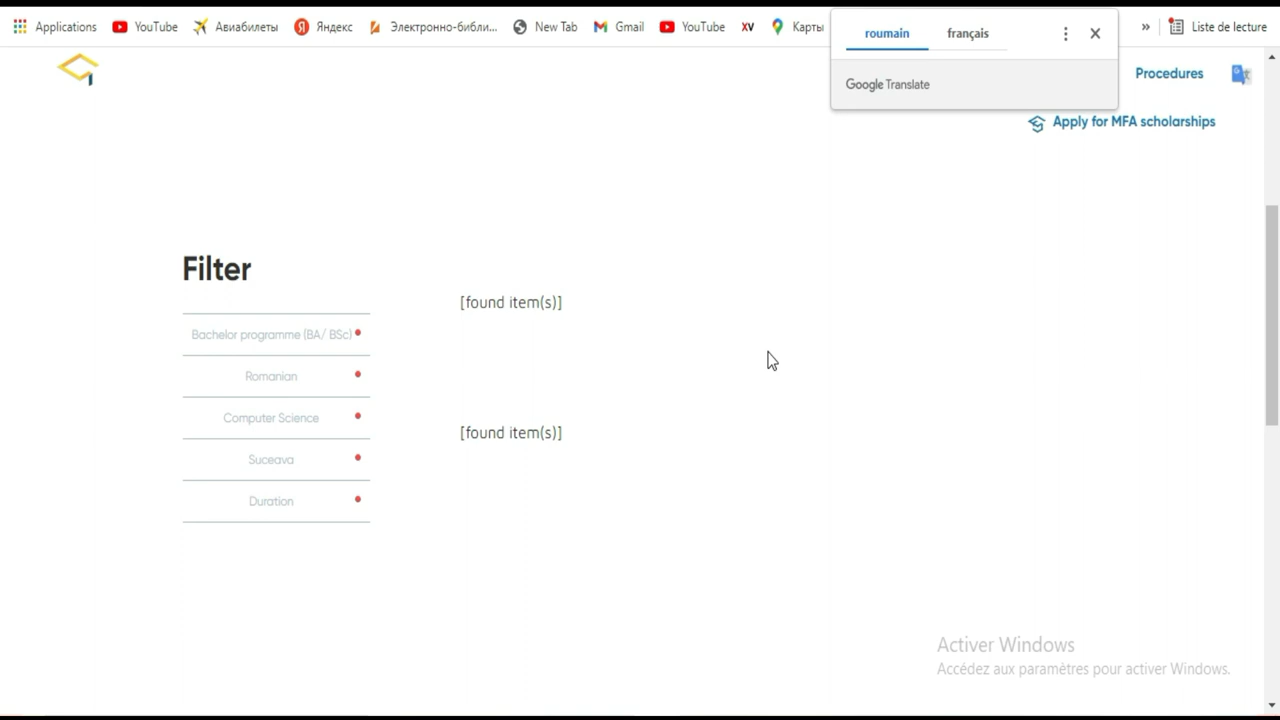 Applications
YouTube
Авиабилеты
Яндекс
Электронно-библи...
New Tab
Gmail
YouTube
XV
Карты
»
Liste de lecture
roumain
français
Google Translate
Procedures
Apply for MFA scholarships
Filter
[found item(s)]
Bachelor programme (BA/ BSc)
Romanian
Computer Science
[found item(s)]
Suceava
Duration
Activer Windows
Accédez aux paramètres pour activer Windows.